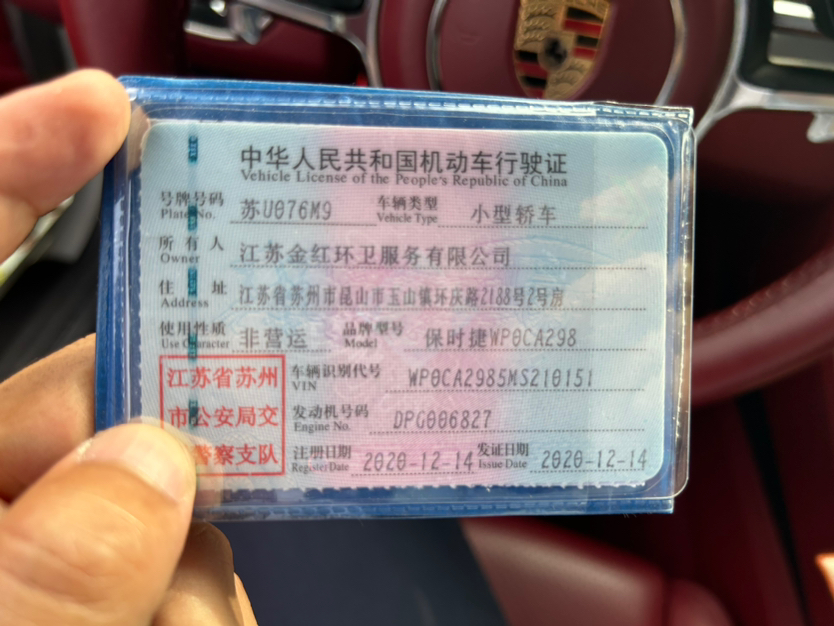 中华人民共和国机动车行驶证
Vehicle License of the People's Republic of China
号牌号码 苏U076M9 车辆类型 小型轿车
Plate No. Vehicle Type
所有人 江苏金红环卫服务有限公司
Owner
住址 江苏省苏州市昆山市玉山镇环庆路2188号2号房
Address
使用性质 非营运 品牌型号 保时捷WP0CA298
Use Character Model
江苏省苏州 车辆识别代号 WP0CA2985MS210151
VIN
市公安局交 发动机号码 DPG006827
Engine No.
警察支队 注册日期 2020-12-14 发证日期 2020-12-14
Register Date Issue Date